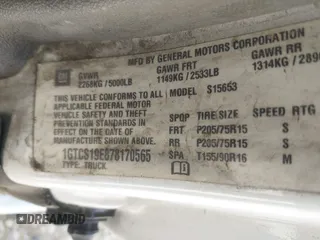 MFD BY GENERAL MOTORS CORPORATION
GVWR GAWR FRT GAWR RR
2268KG/5000LB 1149KG/2533LB 1314KG/289
THIS VEHICLE CONFORMS TO ALL MODEL S15653
APPLICABLE FEDERAL MOTOR
VEHICLE SAFETY AND THEFT SPQP TIRE SIZE SPEED RTG
PREVENTION STANDARDS IN FRT P205/75R15 S
EFFECT ON THE DATE OF RR P205/75R15 S
MANUFACTURE SHOWN ABOVE. SPA T155/90R16 M
1GTCS19E878170565
TYPE: TRUCK
DREAMBID